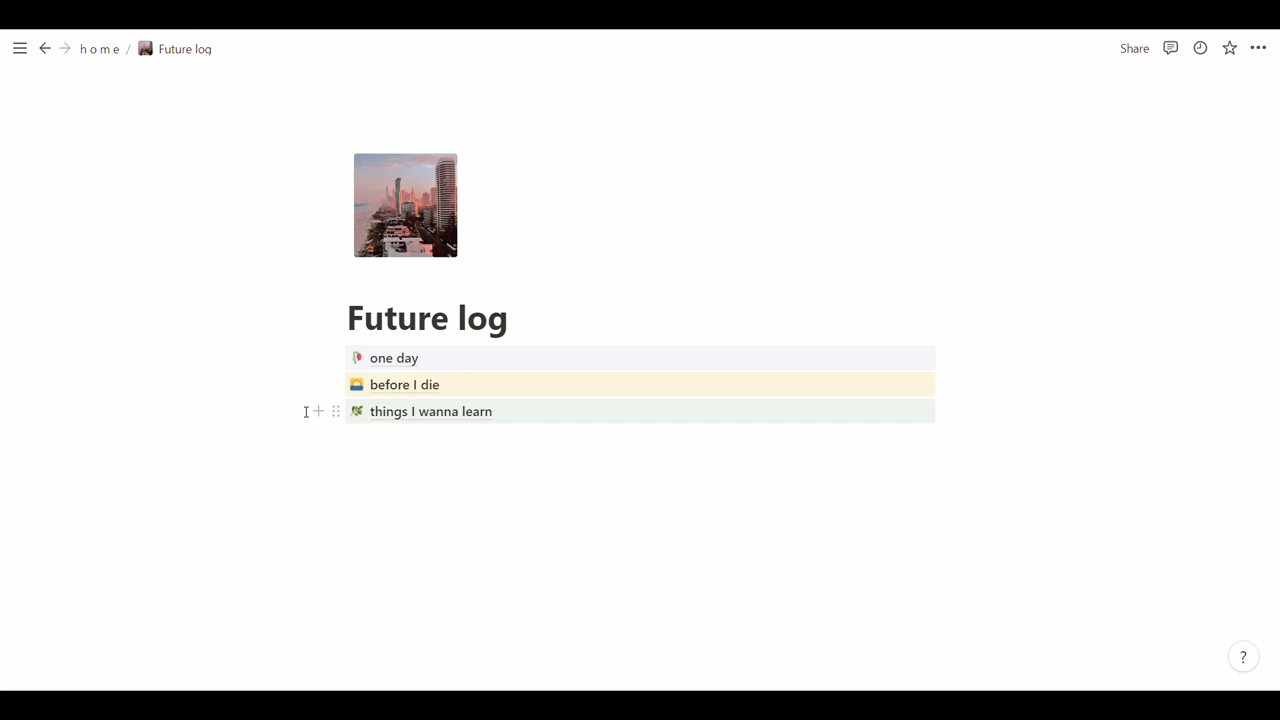 h o m e / Future log
Share
Future log
one day
before I die
things I wanna learn
?